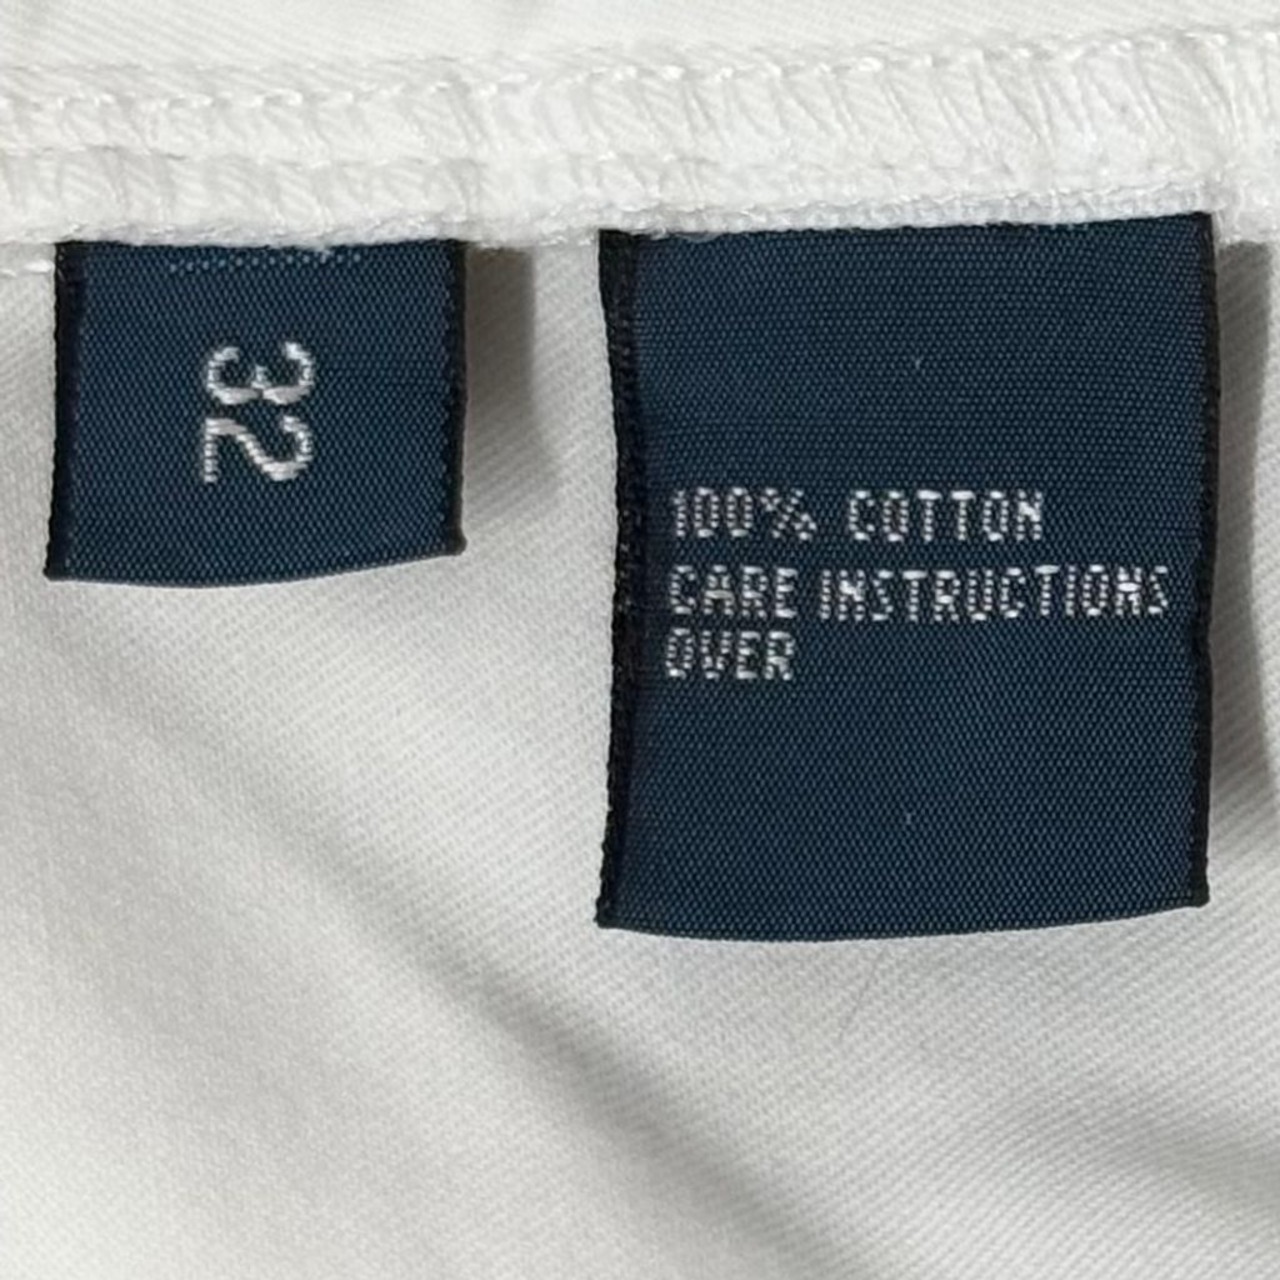 32
100% COTTON
CARE INSTRUCTIONS
OVER